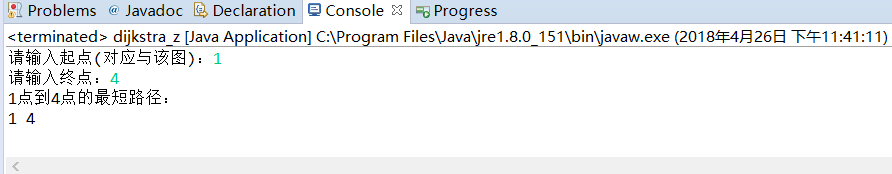 Problems @ Javadoc Declaration Console Progress
<terminated> dijkstra_z [Java Application] C:\Program Files\Java\jre1.8.0_151\bin\javaw.exe (2018年4月26日 下午11:41:11)
请输入起点(对应与该图)：1
请输入终点：4
1点到4点的最短路径：
1 4